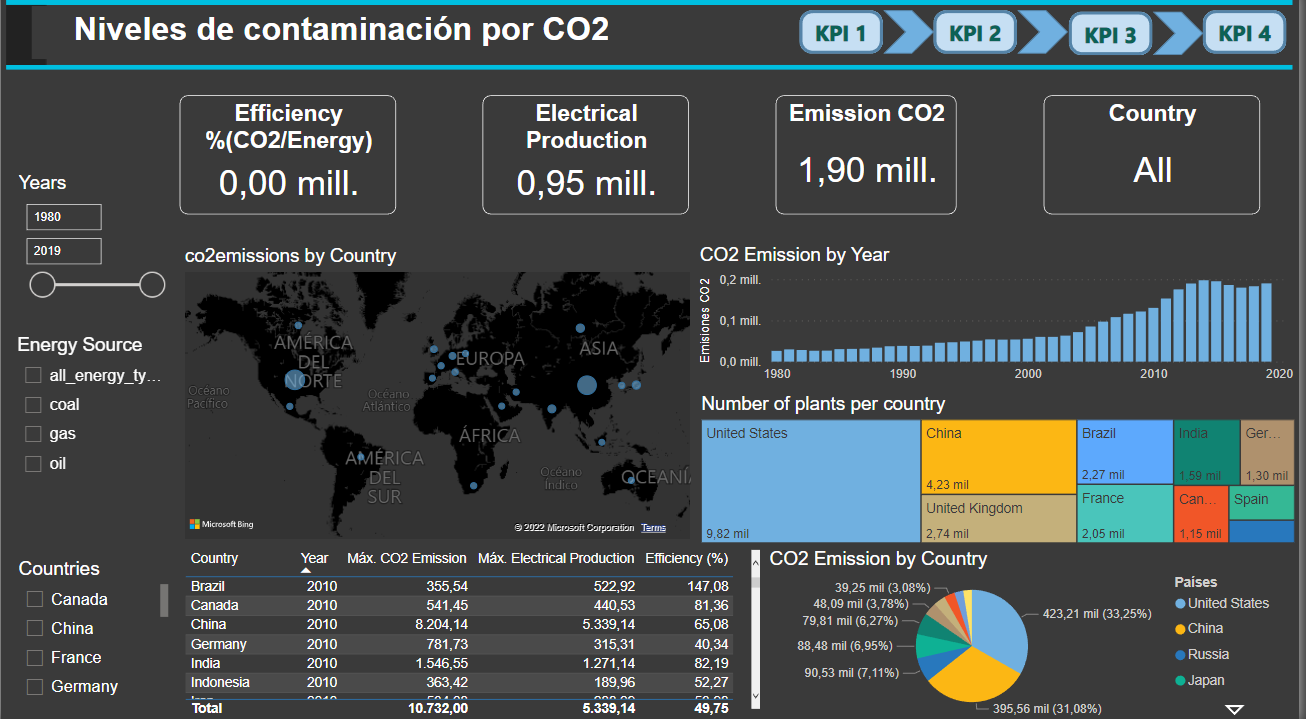 Niveles de contaminación por CO2
KPI 1
KPI 2
KPI 3
KPI 4
Efficiency
%(CO2/Energy)
0,00 mill.
Electrical
Production
0,95 mill.
Emission CO2
1,90 mill.
Country
All
Years
1980
2019
Energy Source
all_energy_ty...
coal
gas
oil
Countries
Canada
China
France
Germany
co2emissions by Country
AMÉRICA
DEL
NORTE
EUROPA
ASIA
Océano
Pacífico
Océano
Atlántico
ÁFRICA
AMÉRICA
DEL
SUR
Océano
Índico
OCEANÍA
Microsoft Bing
© 2022 Microsoft Corporation Terms
CO2 Emission by Year
Emisiones CO2
0,2 mill.
0,1 mill.
0,0 mill.
1980 1990 2000 2010 2020
Number of plants per country
United States
9,82 mil
China
4,23 mil
United Kingdom
2,74 mil
Brazil
2,27 mil
France
2,05 mil
India
1,59 mil
Ger...
1,30 mil
Can...
1,15 mil
Spain
Country Year Máx. CO2 Emission Máx. Electrical Production Efficiency (%)
Brazil 2010 355,54 522,92 147,08
Canada 2010 541,45 440,53 81,36
China 2010 8.204,14 5.339,14 65,08
Germany 2010 781,73 315,31 40,34
India 2010 1.546,55 1.271,14 82,19
Indonesia 2010 363,42 189,96 52,27
Total 10.732,00 5.339,14 49,75
CO2 Emission by Country
39,25 mil (3,08%)
48,09 mil (3,78%)
79,81 mil (6,27%)
88,48 mil (6,95%)
90,53 mil (7,11%)
423,21 mil (33,25%)
395,56 mil (31,08%)
Países
United States
China
Russia
Japan